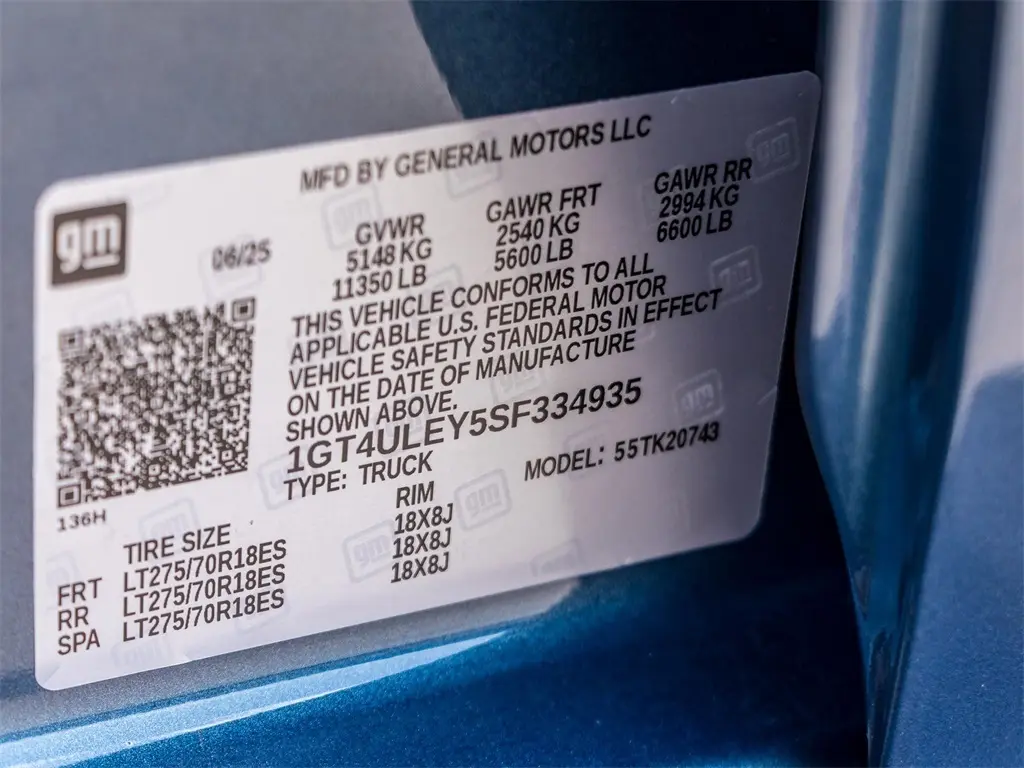 MFD BY GENERAL MOTORS LLC
gm
06/25
GVWR
5148 KG
11350 LB
GAWR FRT
2540 KG
5600 LB
GAWR RR
2994 KG
6600 LB
THIS VEHICLE CONFORMS TO ALL
APPLICABLE U.S. FEDERAL MOTOR
VEHICLE SAFETY STANDARDS IN EFFECT
ON THE DATE OF MANUFACTURE
SHOWN ABOVE.
1GT4ULEY5SF334935
TYPE: TRUCK
MODEL: 55TK20743
136H
TIRE SIZE
RIM
FRT LT275/70R18ES 18X8J
RR LT275/70R18ES 18X8J
SPA LT275/70R18ES 18X8J